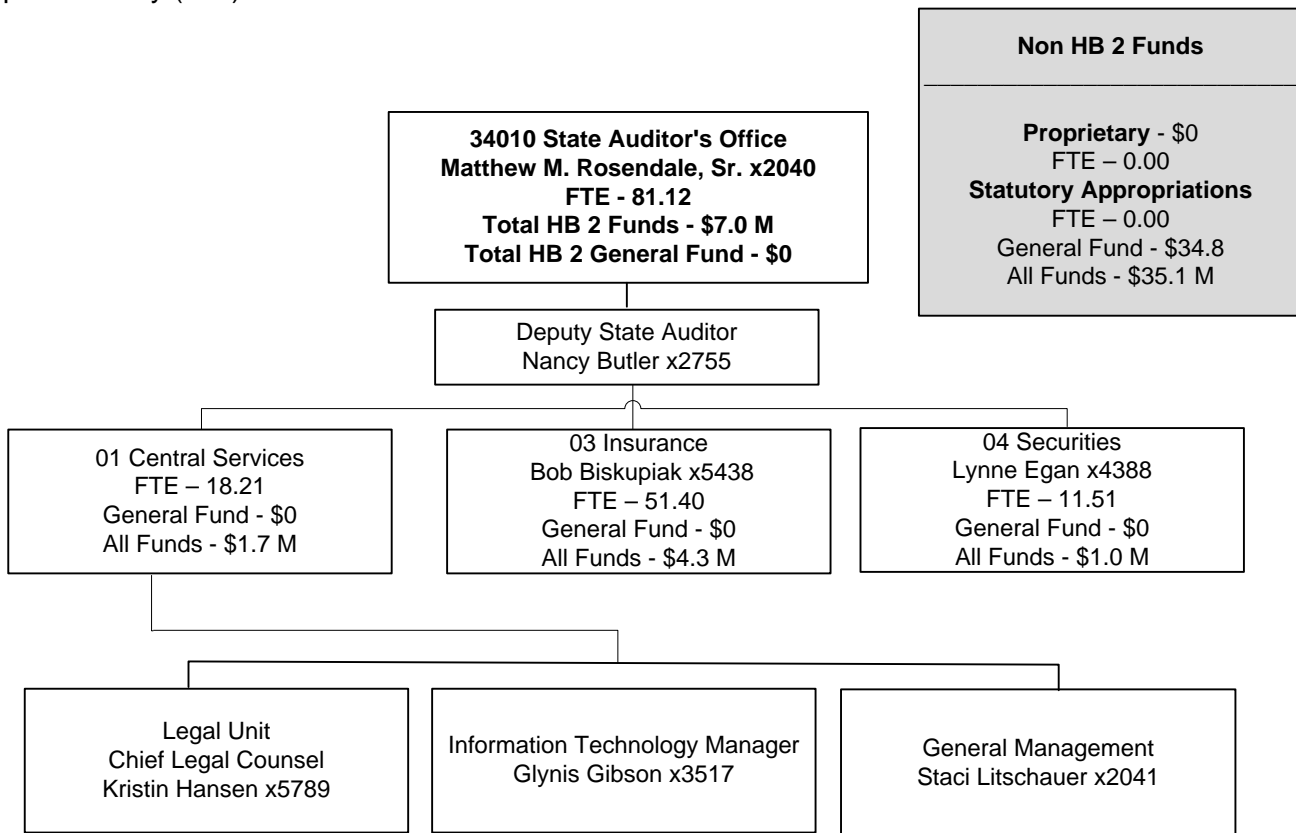 Non HB 2 Funds
Proprietary - $0
FTE – 0.00
Statutory Appropriations
FTE – 0.00
General Fund - $34.8
All Funds - $35.1 M
34010 State Auditor's Office
Matthew M. Rosendale, Sr. x2040
FTE - 81.12
Total HB 2 Funds - $7.0 M
Total HB 2 General Fund - $0
Deputy State Auditor
Nancy Butler x2755
01 Central Services
FTE – 18.21
General Fund - $0
All Funds - $1.7 M
03 Insurance
Bob Biskupiak x5438
FTE – 51.40
General Fund - $0
All Funds - $4.3 M
04 Securities
Lynne Egan x4388
FTE – 11.51
General Fund - $0
All Funds - $1.0 M
Legal Unit
Chief Legal Counsel
Kristin Hansen x5789
Information Technology Manager
Glynis Gibson x3517
General Management
Staci Litschauer x2041